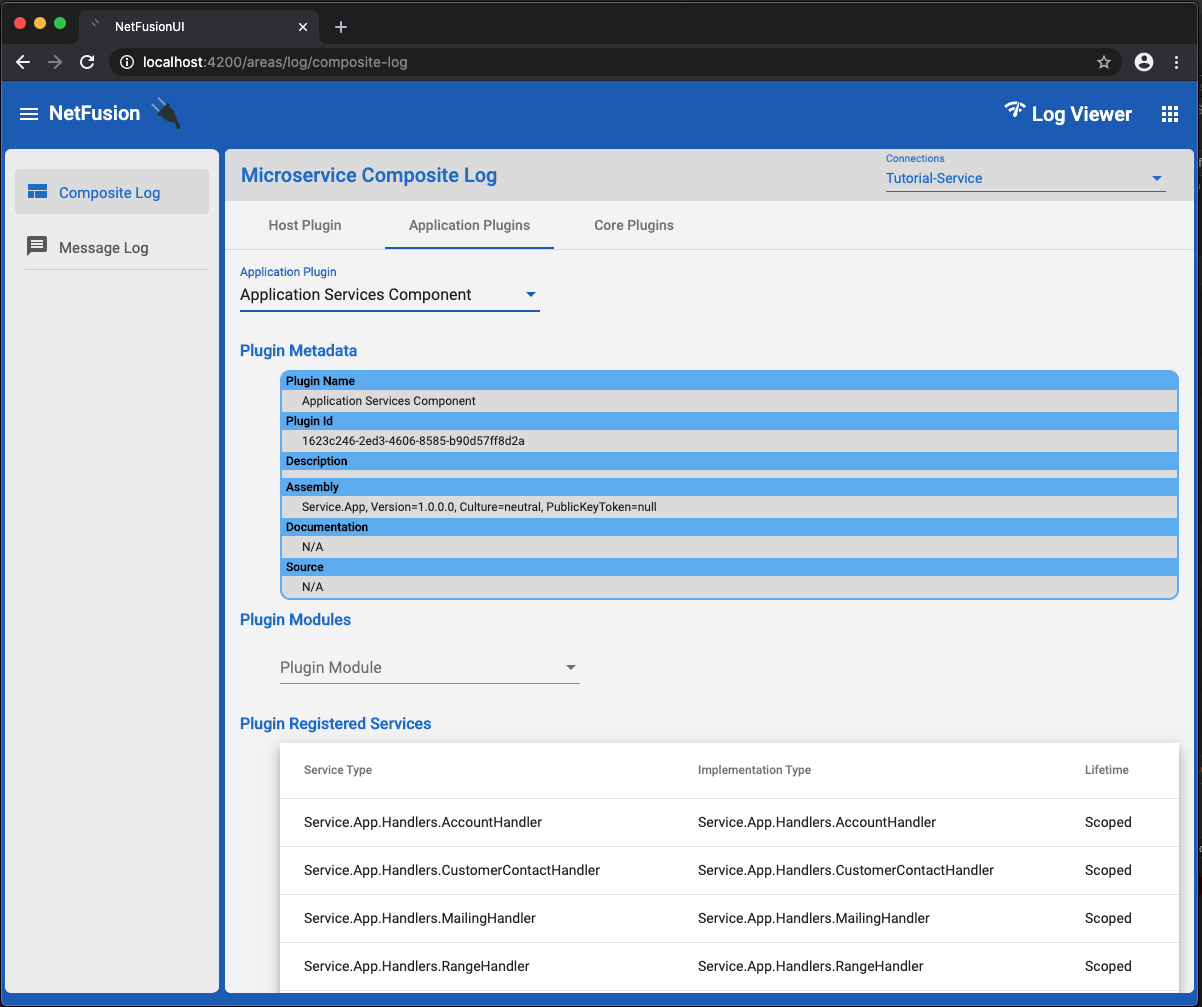 NetFusionUI
localhost:4200/areas/log/composite-log
NetFusion
Log Viewer
Composite Log
Message Log
Microservice Composite Log
Connections
Tutorial-Service
Host Plugin Application Plugins Core Plugins
Application Plugin
Application Services Component
Plugin Metadata
Plugin Name
Application Services Component
Plugin Id
1623c246-2ed3-4606-8585-b90d57ff8d2a
Description
Assembly
Service.App, Version=1.0.0.0, Culture=neutral, PublicKeyToken=null
Documentation
N/A
Source
N/A
Plugin Modules
Plugin Module
Plugin Registered Services
Service Type Implementation Type Lifetime
Service.App.Handlers.AccountHandler Service.App.Handlers.AccountHandler Scoped
Service.App.Handlers.CustomerContactHandler Service.App.Handlers.CustomerContactHandler Scoped
Service.App.Handlers.MailingHandler Service.App.Handlers.MailingHandler Scoped
Service.App.Handlers.RangeHandler Service.App.Handlers.RangeHandler Scoped